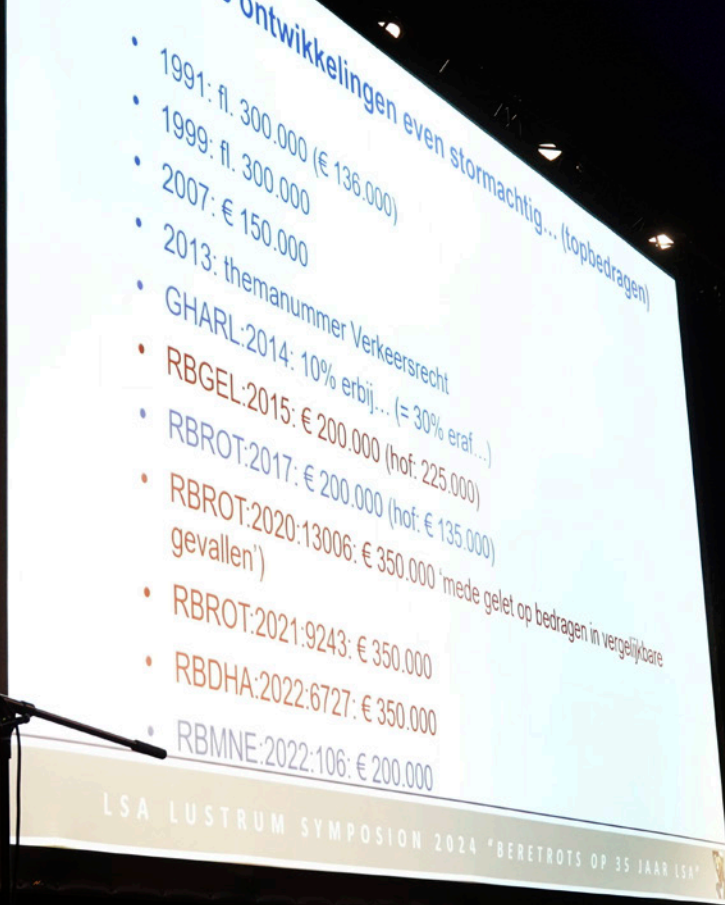 ontwikkelingen even stormachtig... (topbedragen)
• 1991: fl. 300.000 (€ 136.000)
• 1999: fl. 300.000
• 2007: € 150.000
• 2013: themanummer Verkeersrecht
• GHARL:2014: 10% erbij... (= 30% eraf...)
• RBGEL:2015: € 200.000 (hof: 225.000)
• RBROT:2017: € 200.000 (hof: € 135.000)
• RBROT:2020:13006: € 350.000 'mede gelet op bedragen in vergelijkbare
gevallen')
• RBROT:2021:9243: € 350.000
• RBDHA:2022:6727: € 350.000
• RBMNE:2022:106: € 200.000
LSA LUSTRUM SYMPOSION 2024 "BERETROTS OP 35 JAAR LSA"